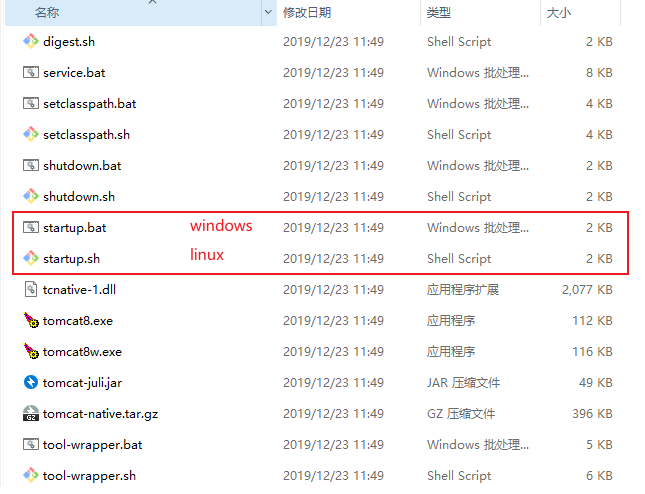 名称 修改日期 类型 大小
digest.sh 2019/12/23 11:49 Shell Script 2 KB
service.bat 2019/12/23 11:49 Windows 批处理... 8 KB
setclasspath.bat 2019/12/23 11:49 Windows 批处理... 4 KB
setclasspath.sh 2019/12/23 11:49 Shell Script 4 KB
shutdown.bat 2019/12/23 11:49 Windows 批处理... 2 KB
shutdown.sh 2019/12/23 11:49 Shell Script 2 KB
startup.bat windows 2019/12/23 11:49 Windows 批处理... 2 KB
startup.sh linux 2019/12/23 11:49 Shell Script 2 KB
tcnative-1.dll 2019/12/23 11:49 应用程序扩展 2,077 KB
tomcat8.exe 2019/12/23 11:49 应用程序 112 KB
tomcat8w.exe 2019/12/23 11:49 应用程序 116 KB
tomcat-juli.jar 2019/12/23 11:49 JAR 压缩文件 49 KB
tomcat-native.tar.gz 2019/12/23 11:49 GZ 压缩文件 396 KB
tool-wrapper.bat 2019/12/23 11:49 Windows 批处理... 5 KB
tool-wrapper.sh 2019/12/23 11:49 Shell Script 6 KB